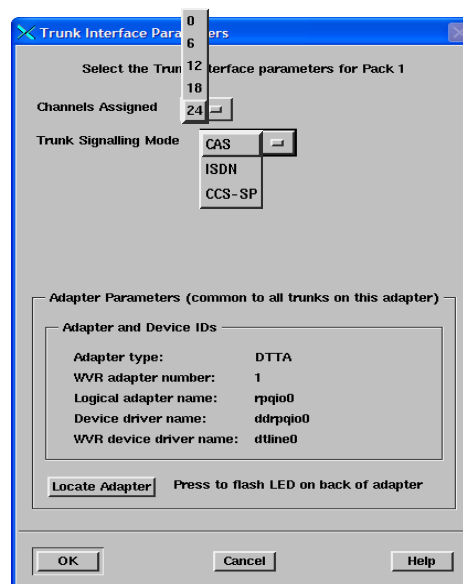 Trunk Interface Para   ers
0
6
12
18
24
Select the Trun   terface parameters for Pack 1
Channels Assigned
Trunk Signalling Mode
CAS
ISDN
CCS-SP
Adapter Parameters (common to all trunks on this adapter)
Adapter and Device IDs
Adapter type: DTTA
WVR adapter number: 1
Logical adapter name: rpqio0
Device driver name: ddrpqio0
WVR device driver name: dtline0
Locate Adapter Press to flash LED on back of adapter
OK Cancel Help